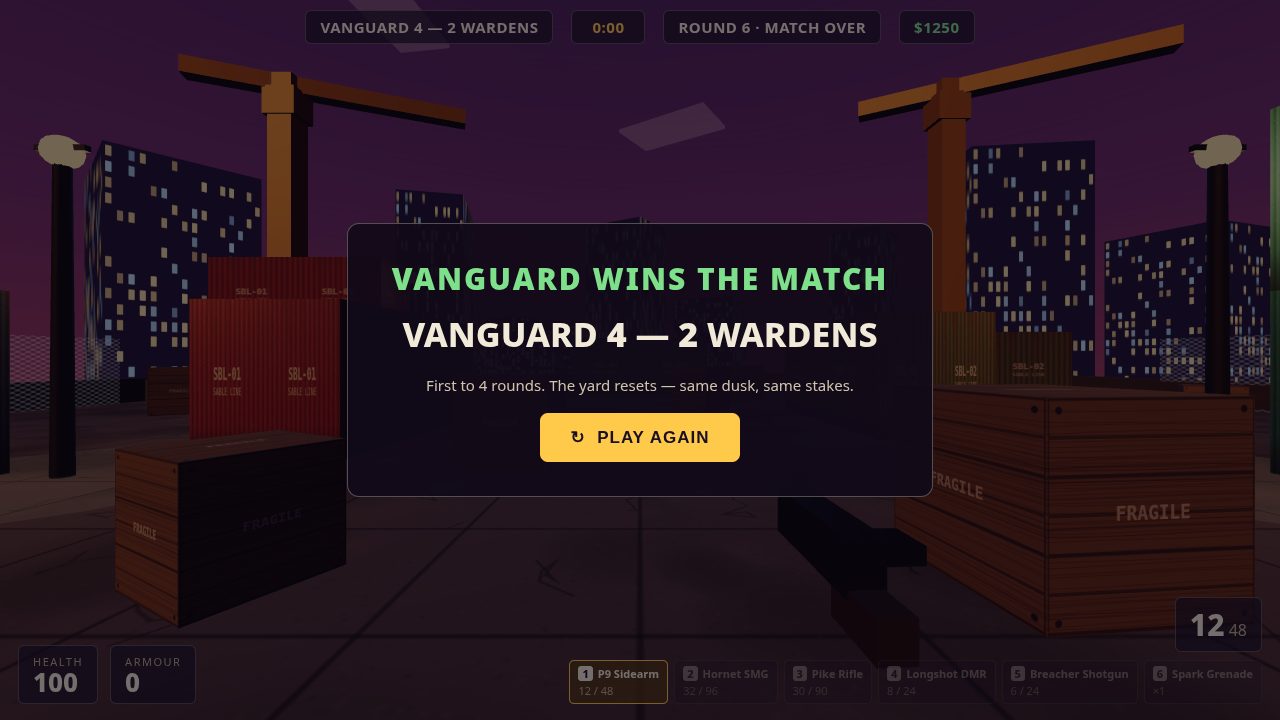 VANGUARD 4 — 2 WARDENS
0:00
ROUND 6 · MATCH OVER
$1250
SBL-01
SBL-01 SBL-01
SABLE LINE SABLE LINE
SBL-02 SBL-02
SABLE LINE SABLE LINE
VANGUARD WINS THE MATCH
VANGUARD 4 — 2 WARDENS
First to 4 rounds. The yard resets — same dusk, same stakes.
↻ PLAY AGAIN
FRAGILE FRAGILE
FRAGILE FRAGILE
12 48
HEALTH
100
ARMOUR
0
1 P9 Sidearm
12 / 48
2 Hornet SMG
32 / 96
3 Pike Rifle
30 / 90
4 Longshot DMR
8 / 24
5 Breacher Shotgun
6 / 24
6 Spark Grenade
×1